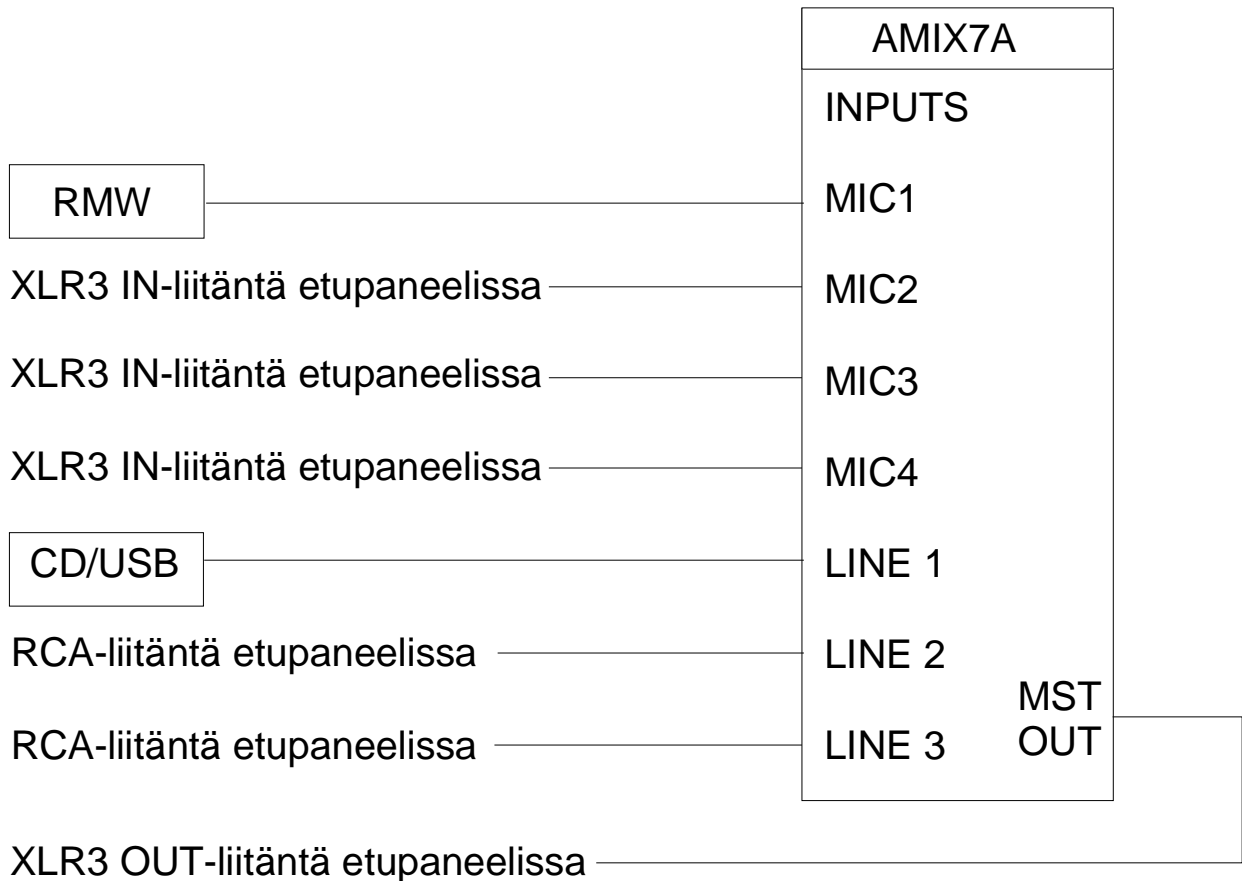 AMIX7A
INPUTS
RMW
MIC1
XLR3 IN-liitäntä etupaneelissa
MIC2
XLR3 IN-liitäntä etupaneelissa
MIC3
XLR3 IN-liitäntä etupaneelissa
MIC4
CD/USB
LINE 1
RCA-liitäntä etupaneelissa
LINE 2
MST
OUT
RCA-liitäntä etupaneelissa
LINE 3
XLR3 OUT-liitäntä etupaneelissa